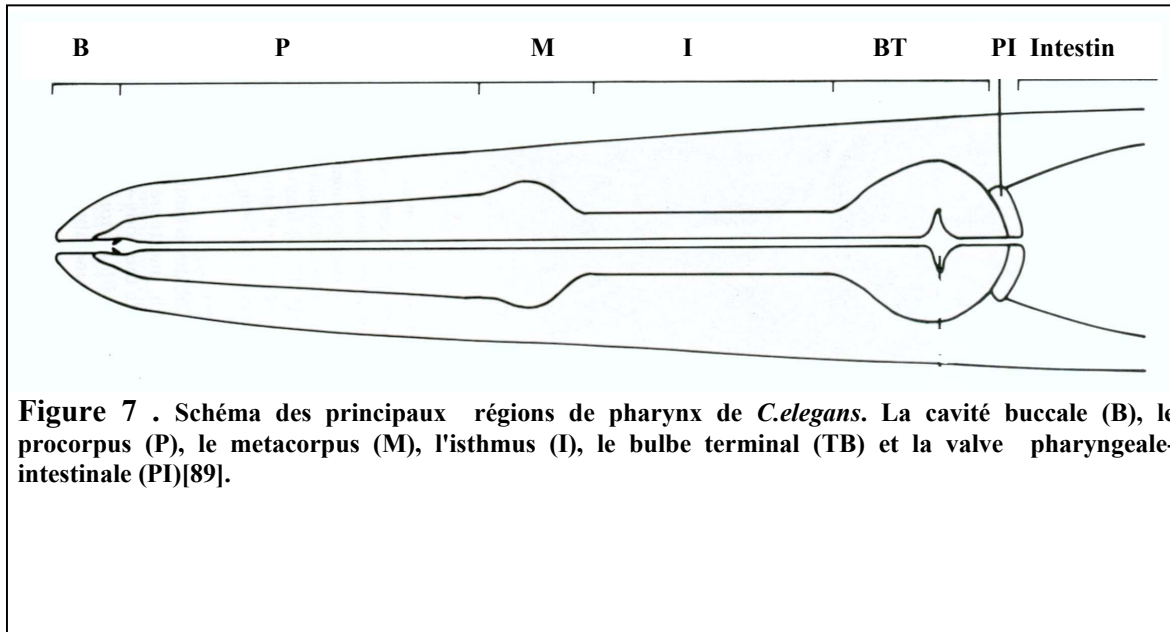 B P M I BT PI Intestin
Figure 7 . Schéma des principaux régions de pharynx de C.elegans. La cavité buccale (B), le
procorpus (P), le metacorpus (M), l'isthmus (I), le bulbe terminal (TB) et la valve pharyngeale-
intestinale (PI)[89].